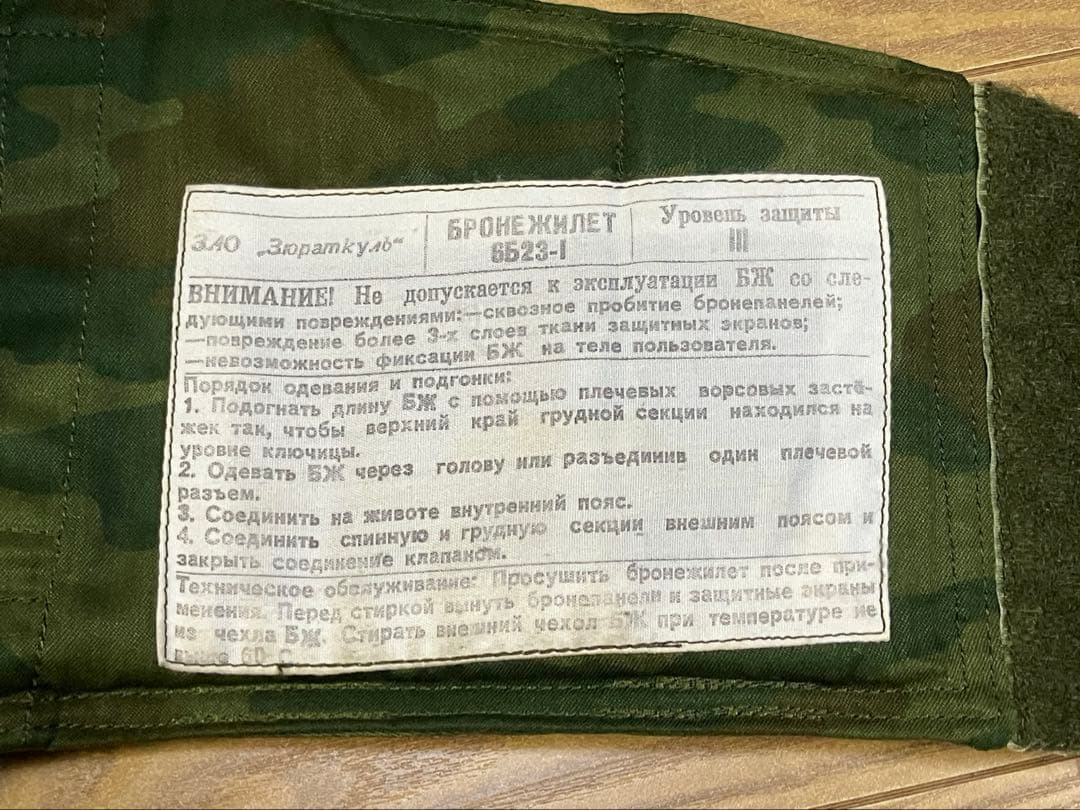 ЗАО „Зюраткуль“
БРОНЕЖИЛЕТ
6Б23-I
Уровень защиты
III
ВНИМАНИЕ! Не допускается к эксплуатации БЖ со сле-
дующими повреждениями:—сквозное пробитие бронепанелей;
—повреждение более 3-х слоев ткани защитных экранов;
—невозможность фиксации БЖ на теле пользователя.
Порядок одевания и подгонки:
1. Подогнать длину БЖ с помощью плечевых ворсовых застё-
жек так, чтобы верхний край грудной секции находился на
уровне ключицы.
2. Одевать БЖ через голову или разъединив один плечевой
разъем.
3. Соединить на животе внутренний пояс.
4. Соединить спинную и грудную секции внешним поясом и
закрыть соединение клапаном.
Техническое обслуживание: Просушить бронежилет после при-
менения. Перед стиркой вынуть бронепанели и защитные экраны
из чехла БЖ. Стирать внешний чехол БЖ при температуре не
выше 60 С